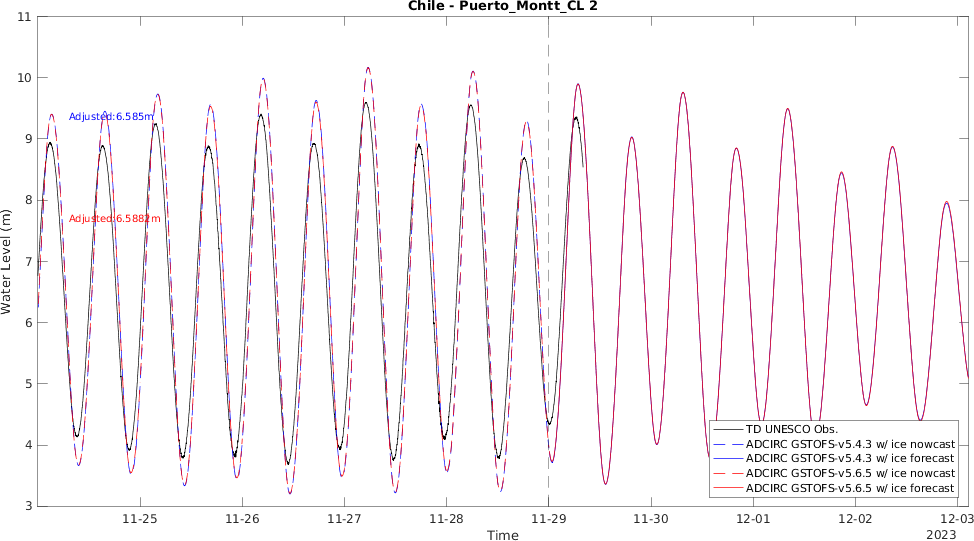 Chile - Puerto_Montt_CL 2
11
10
9
8
7
6
5
4
3
Water Level (m)
Adjusted:6.585m
Adjusted:6.5882m
TD UNESCO Obs.
ADCIRC GSTOFS-v5.4.3 w/ ice nowcast
ADCIRC GSTOFS-v5.4.3 w/ ice forecast
ADCIRC GSTOFS-v5.6.5 w/ ice nowcast
ADCIRC GSTOFS-v5.6.5 w/ ice forecast
11-25 11-26 11-27 11-28 11-29 11-30 12-01 12-02 12-03
Time
2023